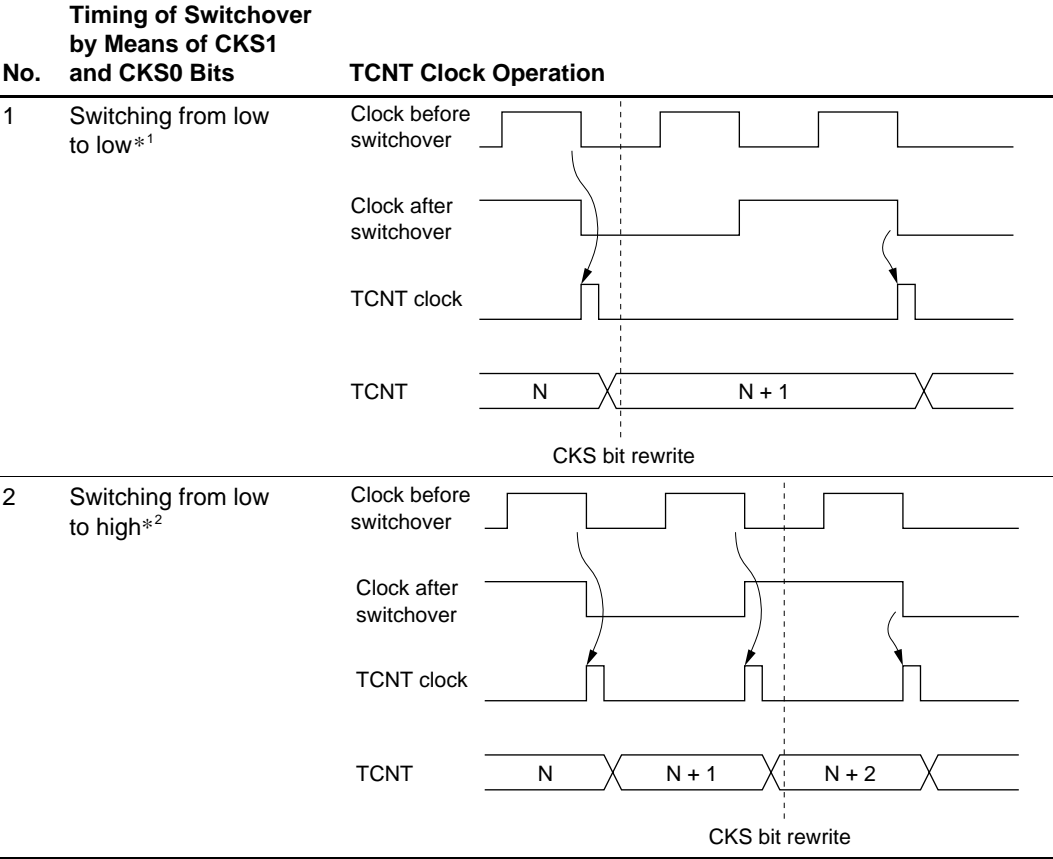 No.
Timing of Switchover
by Means of CKS1
and CKS0 Bits
TCNT Clock Operation
1
Switching from low
to low*1
Clock before
switchover
Clock after
switchover
TCNT clock
TCNT
N
N + 1
CKS bit rewrite
2
Switching from low
to high*2
Clock before
switchover
Clock after
switchover
TCNT clock
TCNT
N
N + 1
N + 2
CKS bit rewrite